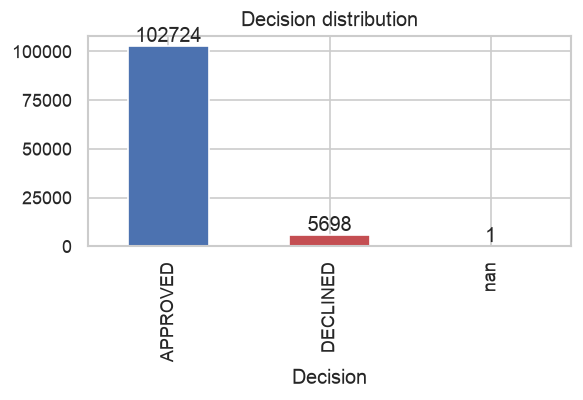 Decision distribution
100000
75000
50000
25000
0
102724
5698
1
APPROVED
DECLINED
nan
Decision